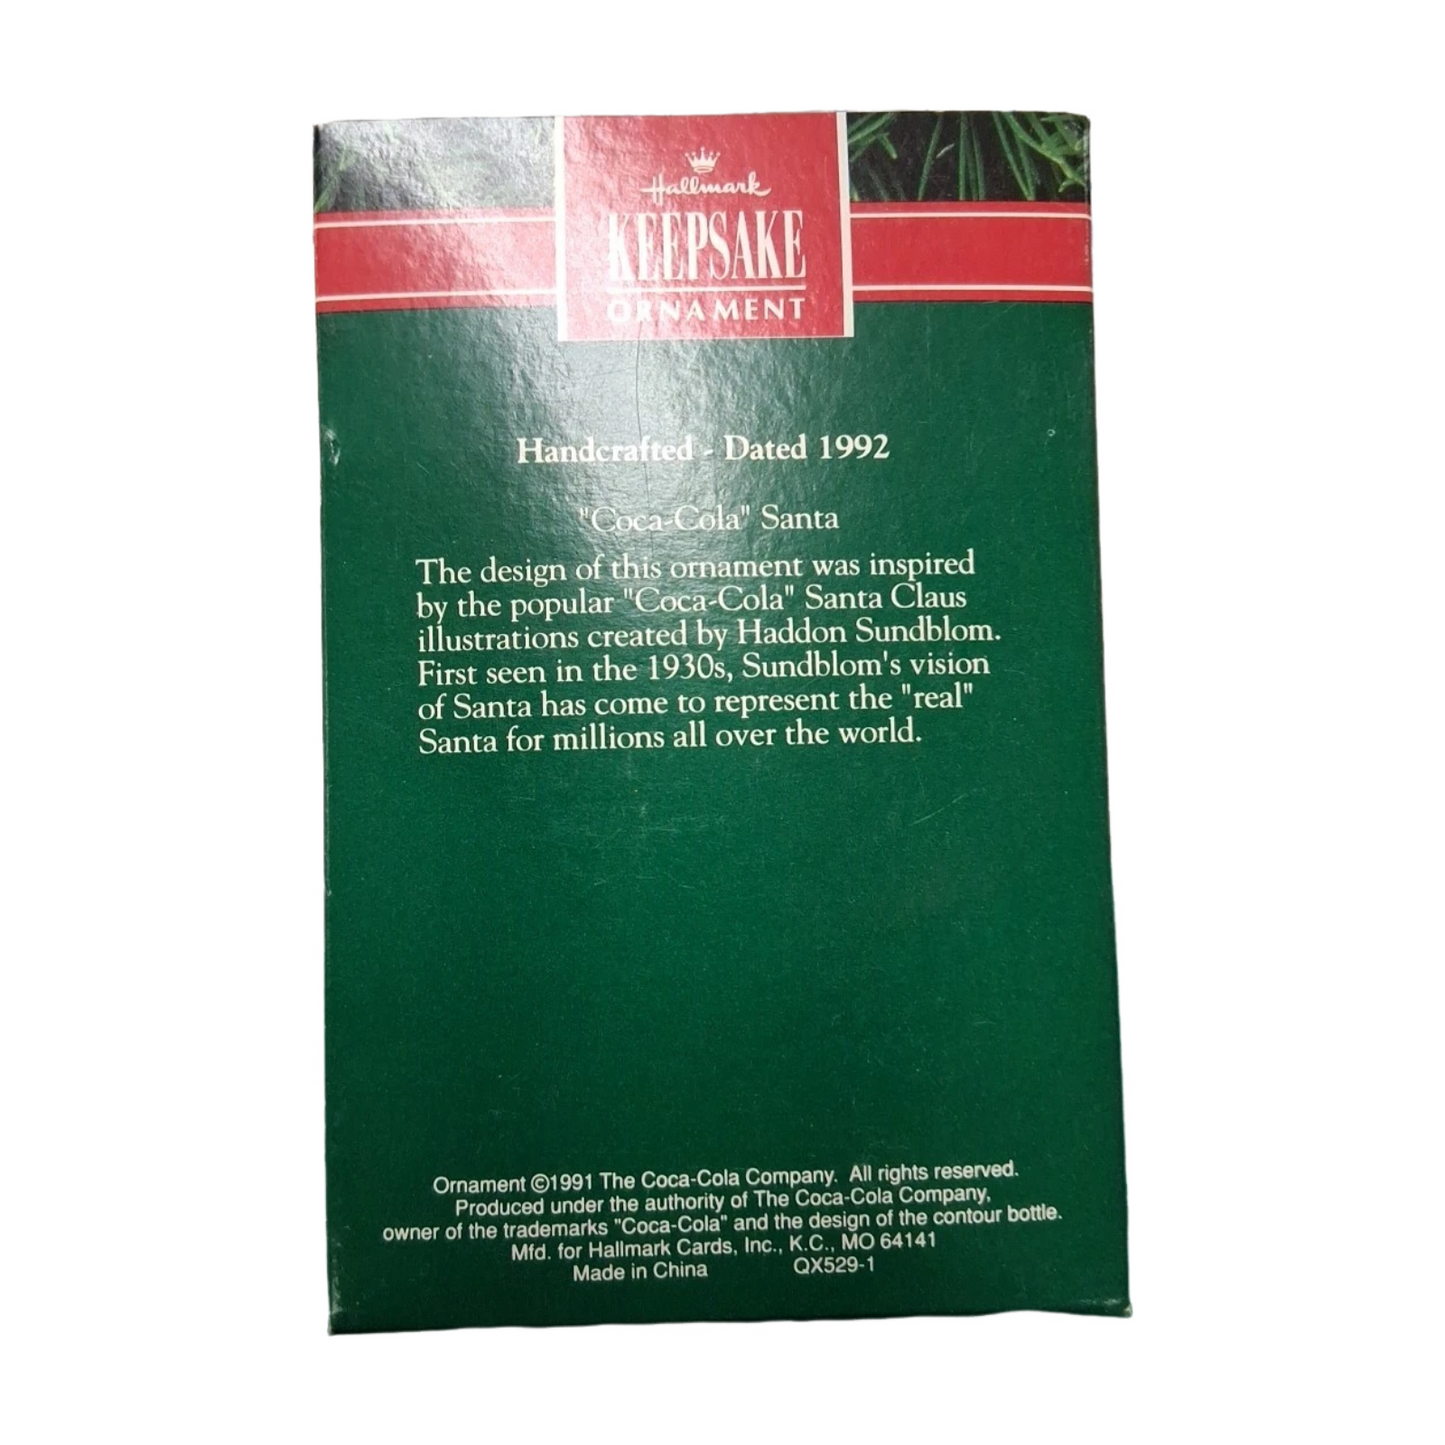 Hallmark
KEEPSAKE
ORNAMENT
Handcrafted - Dated 1992
"Coca-Cola" Santa
The design of this ornament was inspired
by the popular "Coca-Cola" Santa Claus
illustrations created by Haddon Sundblom.
First seen in the 1930s, Sundblom's vision
of Santa has come to represent the "real"
Santa for millions all over the world.
Ornament ©1991 The Coca-Cola Company. All rights reserved.
Produced under the authority of The Coca-Cola Company,
owner of the trademarks "Coca-Cola" and the design of the contour bottle.
Mfd. for Hallmark Cards, Inc., K.C., MO 64141
Made in China QX529-1